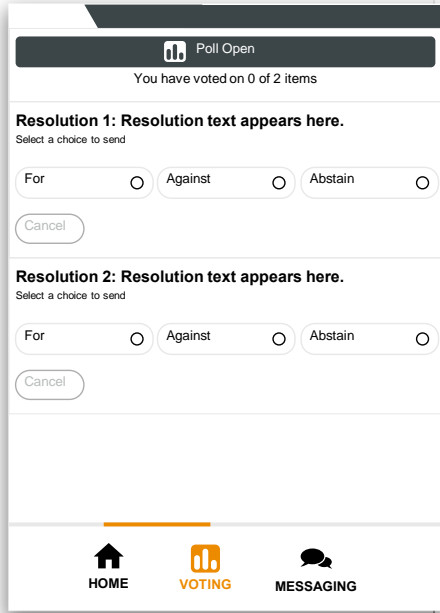 Poll Open
You have voted on 0 of 2 items
Resolution 1: Resolution text appears here.
Select a choice to send
For Against Abstain
Cancel
Resolution 2: Resolution text appears here.
Select a choice to send
For Against Abstain
Cancel
HOME VOTING MESSAGING